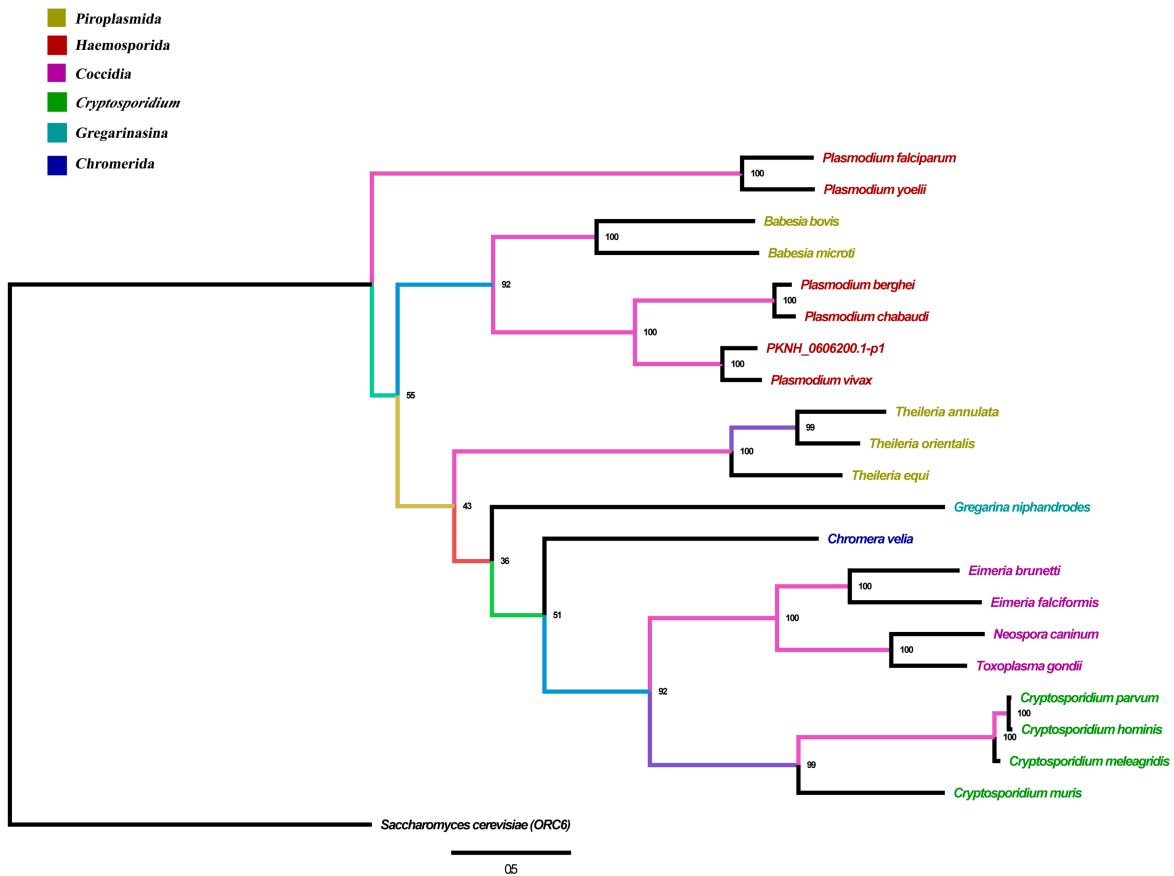 Piroplasmida
Haemosporida
Coccidia
Cryptosporidium
Gregarinasina
Chromerida
Plasmodium falciparum
100
Plasmodium yoelii
Babesia bovis
100
Babesia microti
92
Plasmodium berghei
100
Plasmodium chabaudi
100
PKNH_0606200.1-p1
100
Plasmodium vivax
55
Theileria annulata
99
Theileria orientalis
100
Theileria equi
43
Gregarina niphandrodes
36
Chromera velia
51
Eimeria brunetti
100
Eimeria falciformis
100
Neospora caninum
100
Toxoplasma gondii
92
Cryptosporidium parvum
100
Cryptosporidium hominis
100
Cryptosporidium meleagridis
99
Cryptosporidium muris
Saccharomyces cerevisiae (ORC6)
0.5